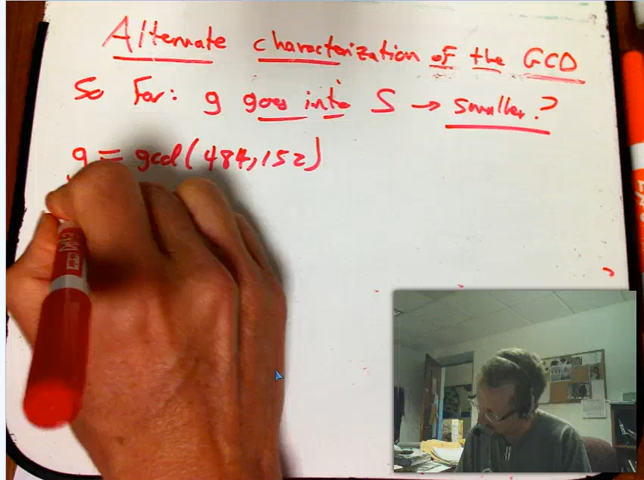 Alternate characterization of the GCD
So Far: g goes into S → smaller?
g = gcd(484,152)